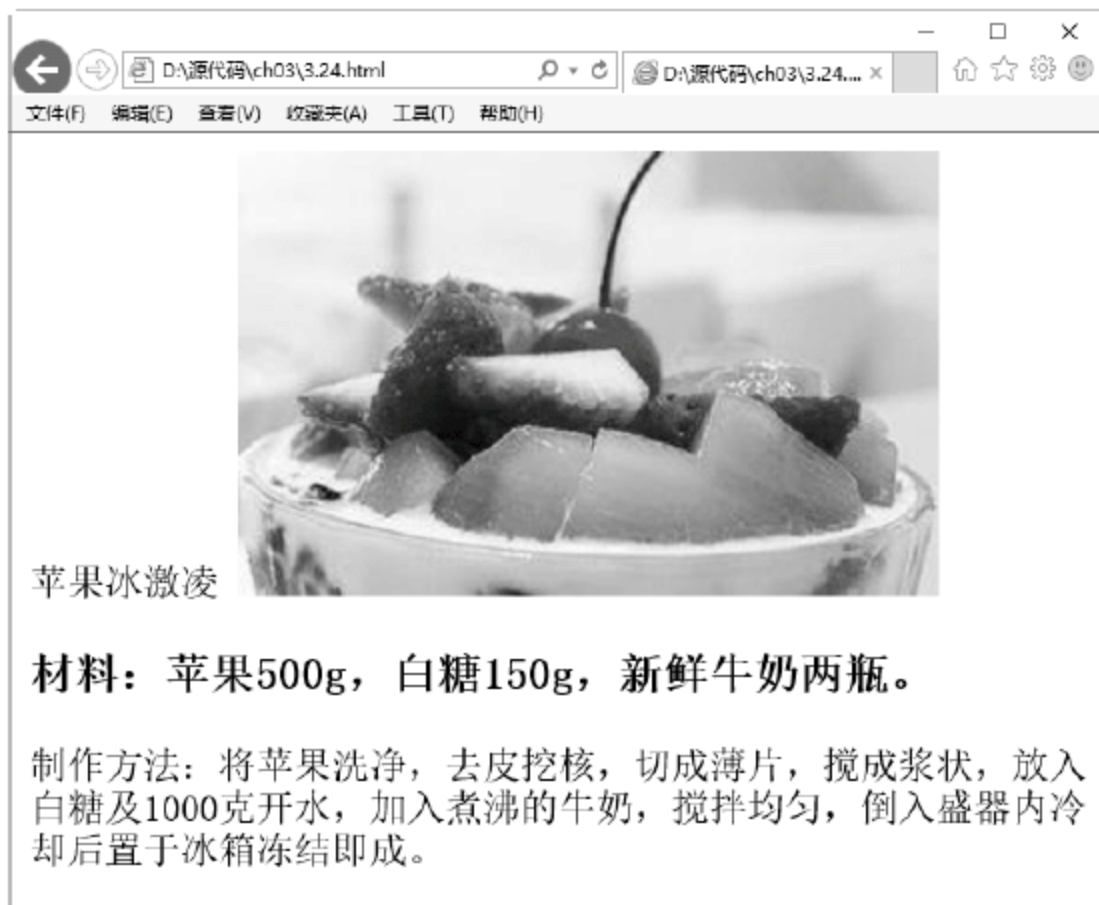 D:\源代码\ch03\3.24.html
D:\源代码\ch03\3.24....
文件(F) 编辑(E) 查看(V) 收藏夹(A) 工具(T) 帮助(H)
苹果冰激凌
材料：苹果500g，白糖150g，新鲜牛奶两瓶。
制作方法：将苹果洗净，去皮挖核，切成薄片，搅成浆状，放入
白糖及1000克开水，加入煮沸的牛奶，搅拌均匀，倒入盛器内冷
却后置于冰箱冻结即成。